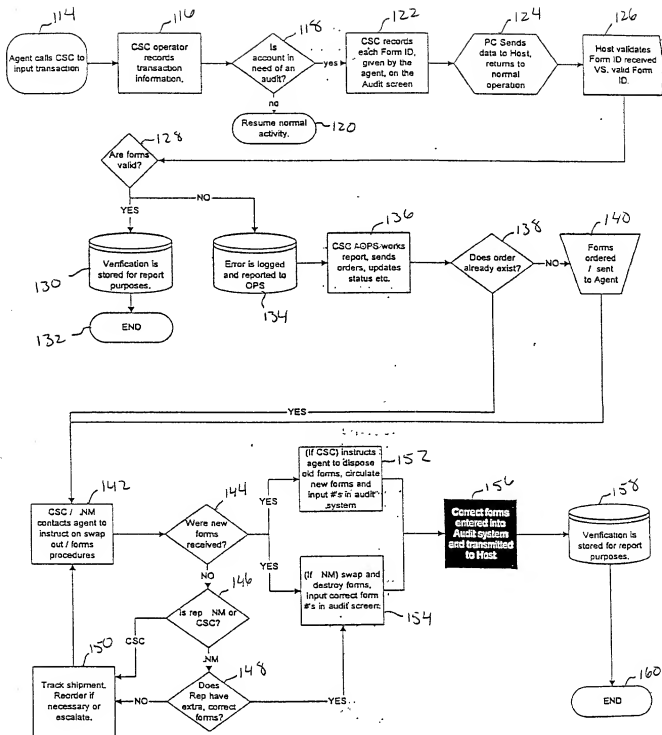 114
116
118
122
124
126
Agent calls CSC to
input transaction
CSC operator
records
transaction
information.
Is
account in
need of an
audit?
yes
no
Resume normal
activity.
120
CSC records
each Form ID,
given by the
agent, on the
Audit screen
PC Sends
data to Host,
returns to
normal
operation
Host validates
Form ID received
VS. valid Form
ID.
128
Are forms
valid?
YES
NO
Verification is
stored for report
purposes.
130
END
132
Error is logged
and reported to
OPS
134
136
CSC AOPS works
report, sends
orders, updates
status etc.
138
Does order
already exist?
NO
140
Forms
ordered
/ sent
to Agent
YES
142
CSC / .NM
contacts agent to
instruct on swap
out / forms
procedures
144
Were new
forms
received?
YES
YES
NO
152
(If CSC) instructs
agent to dispose
old forms, circulate
new forms and
input #'s in audit
system
(If NM) swap and
destroy forms,
input correct form
#'s in audit screen.
154
156
Correct forms
entered into
Audit system
and transmitted
to Host
158
Verification is
stored for report
purposes.
146
Is rep NM or
CSC?
CSC
.NM
148
Does
Rep have
extra, correct
forms?
NO
YES
150
Track shipment.
Reorder if
necessary or
escalate.
160
END